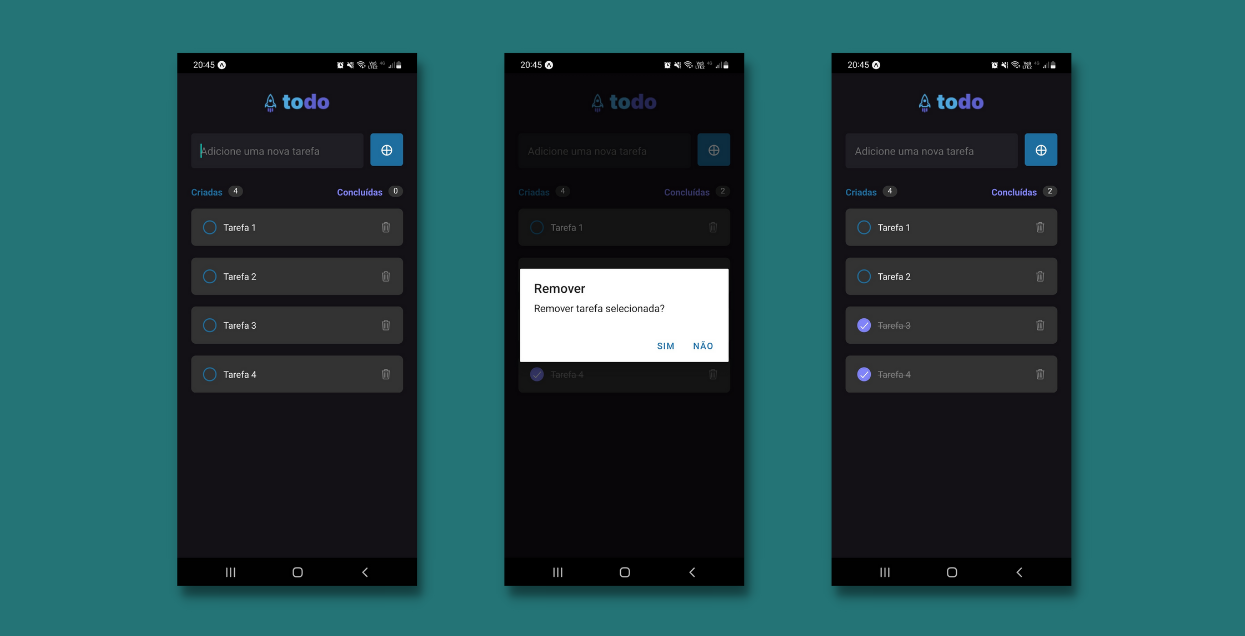 20:45
todo
Adicione uma nova tarefa
Criadas 4 Concluídas 0
Tarefa 1
Tarefa 2
Tarefa 3
Tarefa 4
20:45
todo
Adicione uma nova tarefa
Criadas 4 Concluídas 2
Tarefa 1
Remover
Remover tarefa selecionada?
SIM NÃO
Tarefa 4
20:45
todo
Adicione uma nova tarefa
Criadas 4 Concluídas 2
Tarefa 1
Tarefa 2
Tarefa 3
Tarefa 4